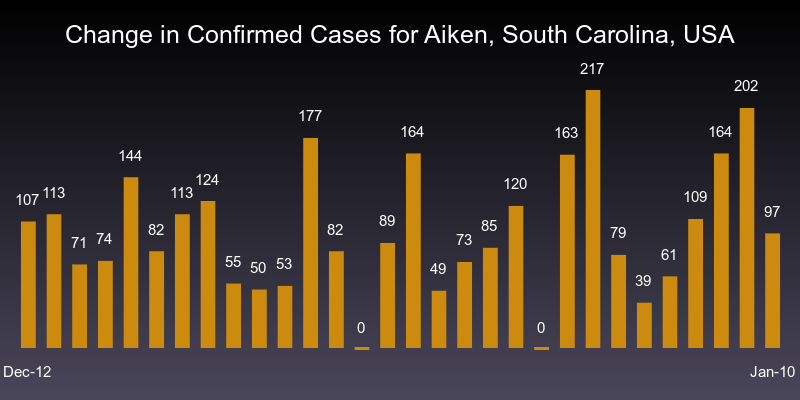 Change in Confirmed Cases for Aiken, South Carolina, USA
107 113 71 74 144 82 113 124 55 50 53 177 82 0 89 164 49 73 85 120 0 163 217 79 39 61 109 164 202 97
Dec-12 Jan-10